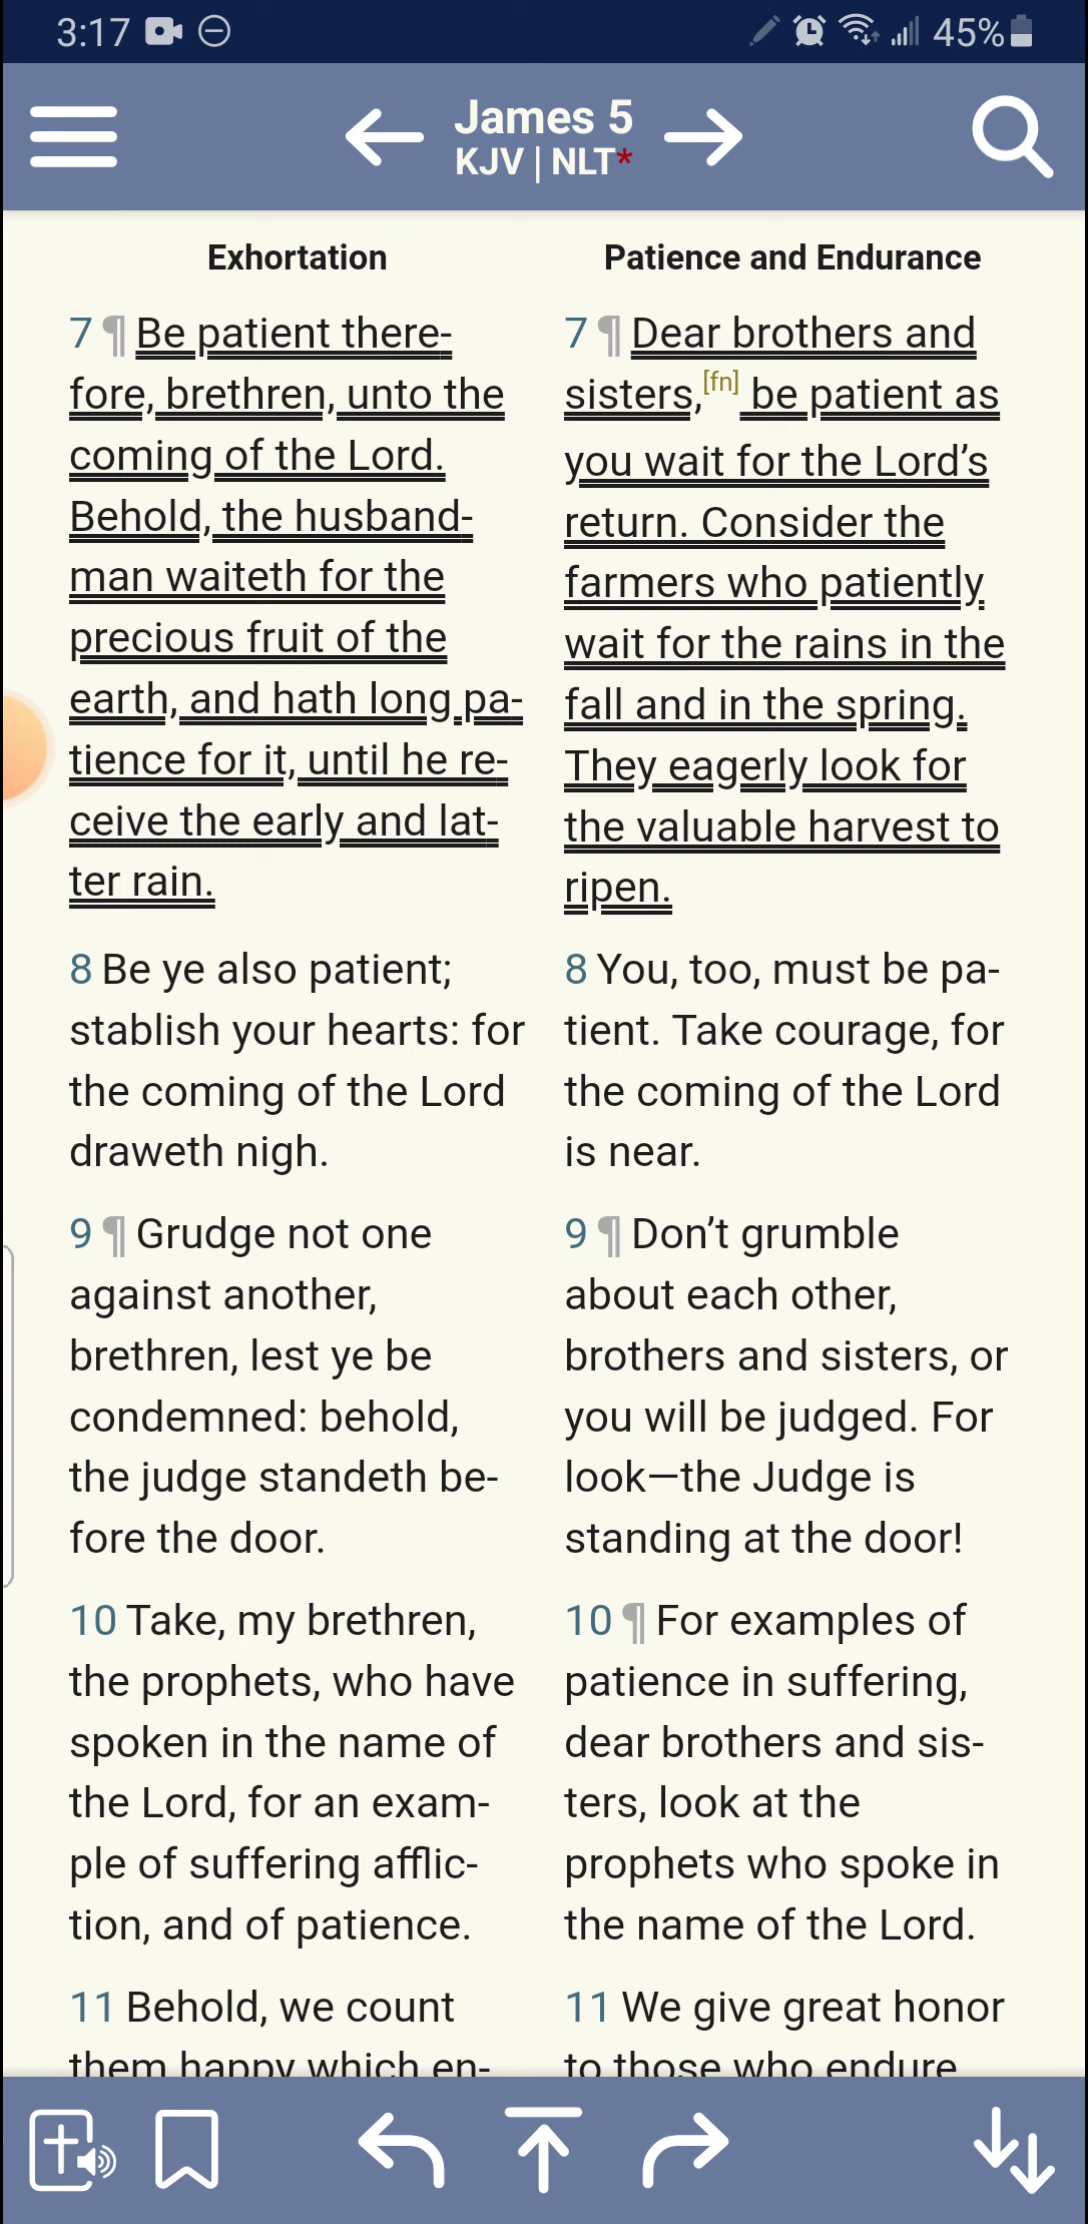 3:17
45%
James 5
KJV | NLT*
Exhortation
7 ¶ Be patient there-
fore, brethren, unto the
coming of the Lord.
Behold, the husband-
man waiteth for the
precious fruit of the
earth, and hath long pa-
tience for it, until he re-
ceive the early and lat-
ter rain.
8 Be ye also patient;
stablish your hearts: for
the coming of the Lord
draweth nigh.
9 ¶ Grudge not one
against another,
brethren, lest ye be
condemned: behold,
the judge standeth be-
fore the door.
10 Take, my brethren,
the prophets, who have
spoken in the name of
the Lord, for an exam-
ple of suffering afflic-
tion, and of patience.
11 Behold, we count
them happy which en-
Patience and Endurance
7 ¶ Dear brothers and
sisters,[fn] be patient as
you wait for the Lord’s
return. Consider the
farmers who patiently
wait for the rains in the
fall and in the spring.
They eagerly look for
the valuable harvest to
ripen.
8 You, too, must be pa-
tient. Take courage, for
the coming of the Lord
is near.
9 ¶ Don’t grumble
about each other,
brothers and sisters, or
you will be judged. For
look—the Judge is
standing at the door!
10 ¶ For examples of
patience in suffering,
dear brothers and sis-
ters, look at the
prophets who spoke in
the name of the Lord.
11 We give great honor
to those who endure